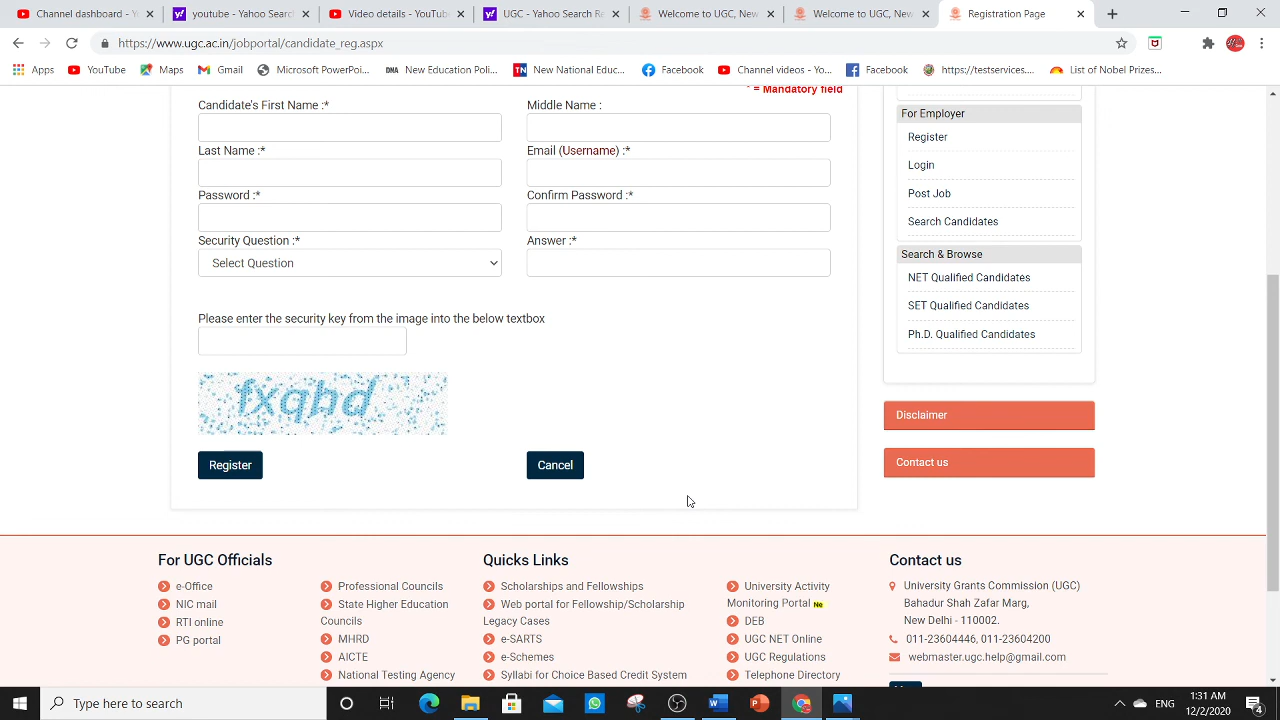 Channel dashboard - YouTube
youtube - Yahoo Search
Video details - YouTube
UGC - Yahoo Search Re
Welcome to UGC, New
Welcome to UGC, New
Registration Page
https://www.ugc.ac.in/jobportal/candidate_reg.aspx
Apps YouTube Maps Gmail Microsoft PowerPoi... DNA New Education Poli... TN New National Educ... Facebook Channel videos - Yo... Facebook https://testservices.... List of Nobel Prizes...
* = Mandatory field
Candidate's First Name :*
Middle Name :
Last Name :*
Email (Username) :*
Password :*
Confirm Password :*
Security Question :*
Answer :*
Select Question
Please enter the security key from the image into the below textbox
fxqbd
Register
Cancel
For Employer
Register
Login
Post Job
Search Candidates
Search & Browse
NET Qualified Candidates
SET Qualified Candidates
Ph.D. Qualified Candidates
Disclaimer
Contact us
For UGC Officials
e-Office
NIC mail
RTI online
PG portal
Professional Councils
State Higher Education
Councils
MHRD
AICTE
National Testing Agency
Quicks Links
Scholarships and Fellowships
Web portal for Fellowship/Scholarship
Legacy Cases
e-SARTS
e-Schemes
Syllabi for Choice Based Credit System
University Activity
Monitoring Portal Ne
DEB
UGC NET Online
UGC Regulations
Telephone Directory
Contact us
University Grants Commission (UGC)
Bahadur Shah Zafar Marg,
New Delhi - 110002.
011-23604446, 011-23604200
webmaster.ugc.help@gmail.com
Type here to search
ENG
1:31 AM
12/2/2020
4